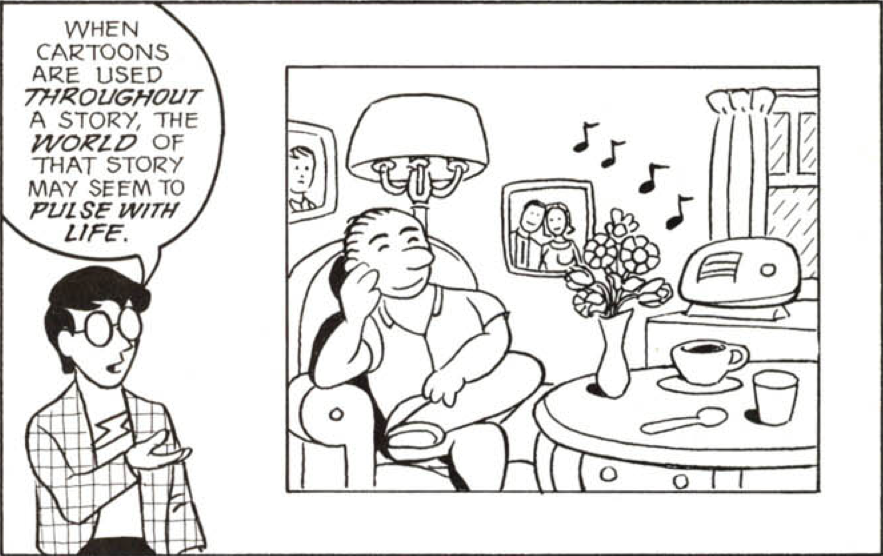 WHEN
CARTOONS
ARE USED
THROUGHOUT
A STORY, THE
WORLD OF
THAT STORY
MAY SEEM TO
PULSE WITH
LIFE.